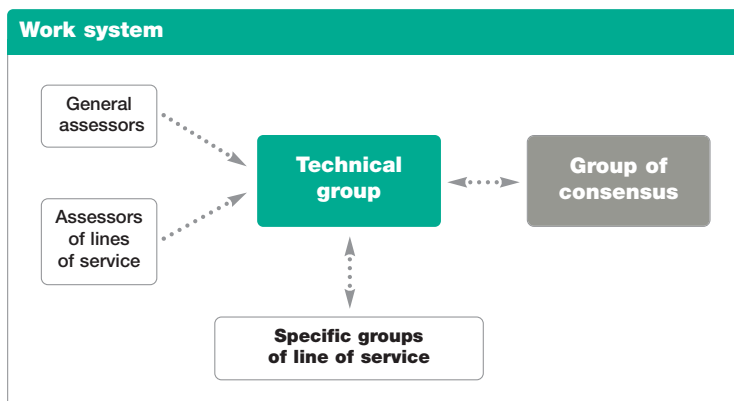 Work system
General
assessors
Technical
group
Group of
consensus
Assessors
of lines
of service
Specific groups
of line of service